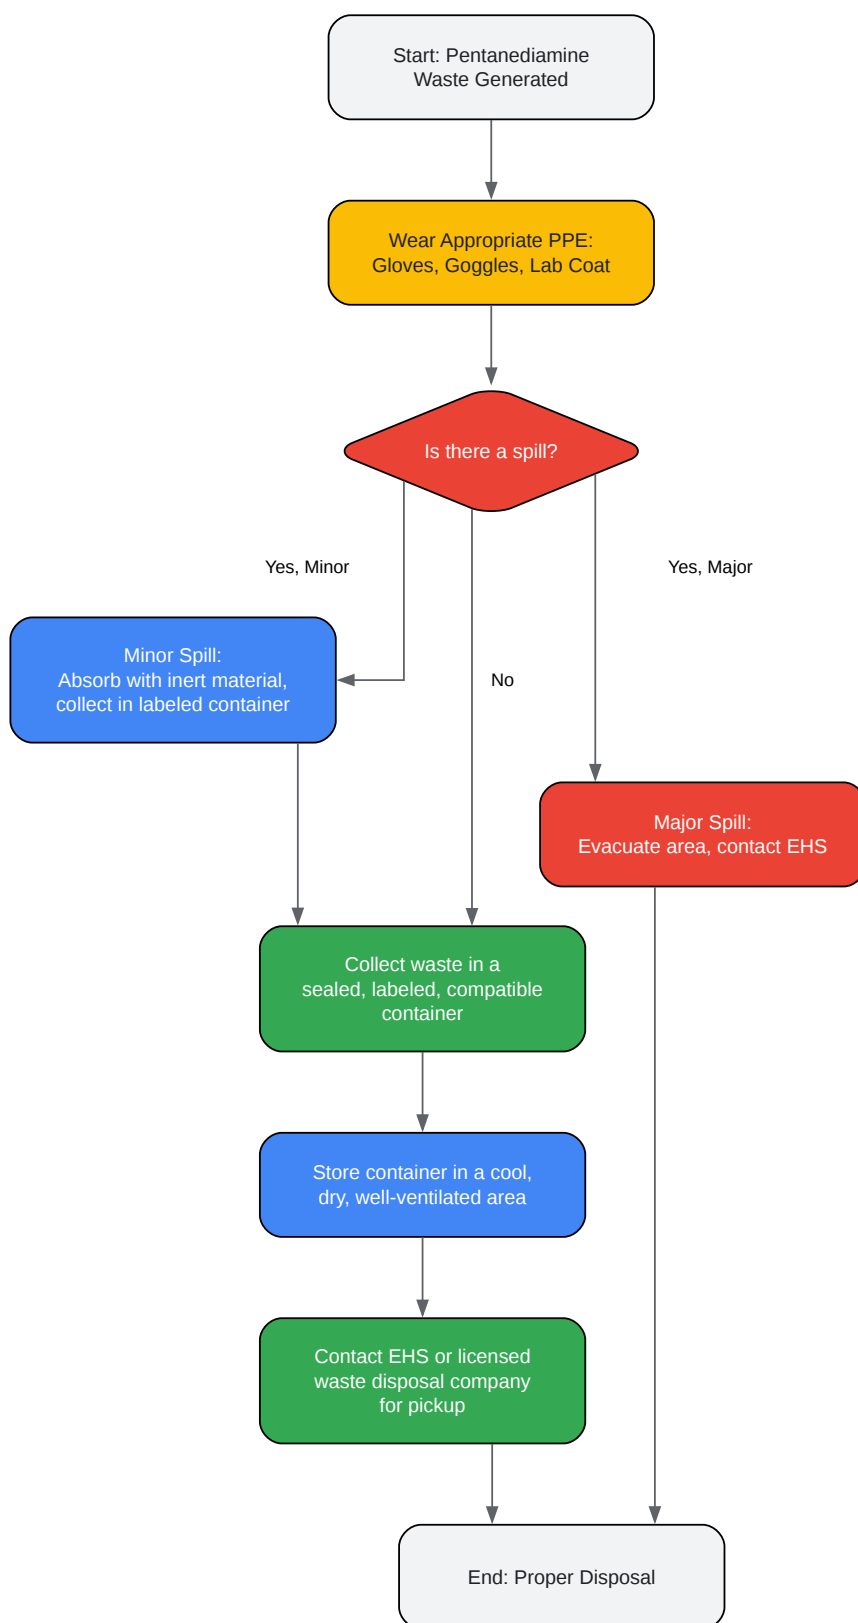 Start: Pentanediamine
Waste Generated
Wear Appropriate PPE:
Gloves, Goggles, Lab Coat
Is there a spill?
Yes, Minor
Yes, Major
Minor Spill:
Absorb with inert material,
collect in labeled container
No
Major Spill:
Evacuate area, contact EHS
Collect waste in a
sealed, labeled, compatible
container
Store container in a cool,
dry, well-ventilated area
Contact EHS or licensed
waste disposal company
for pickup
End: Proper Disposal